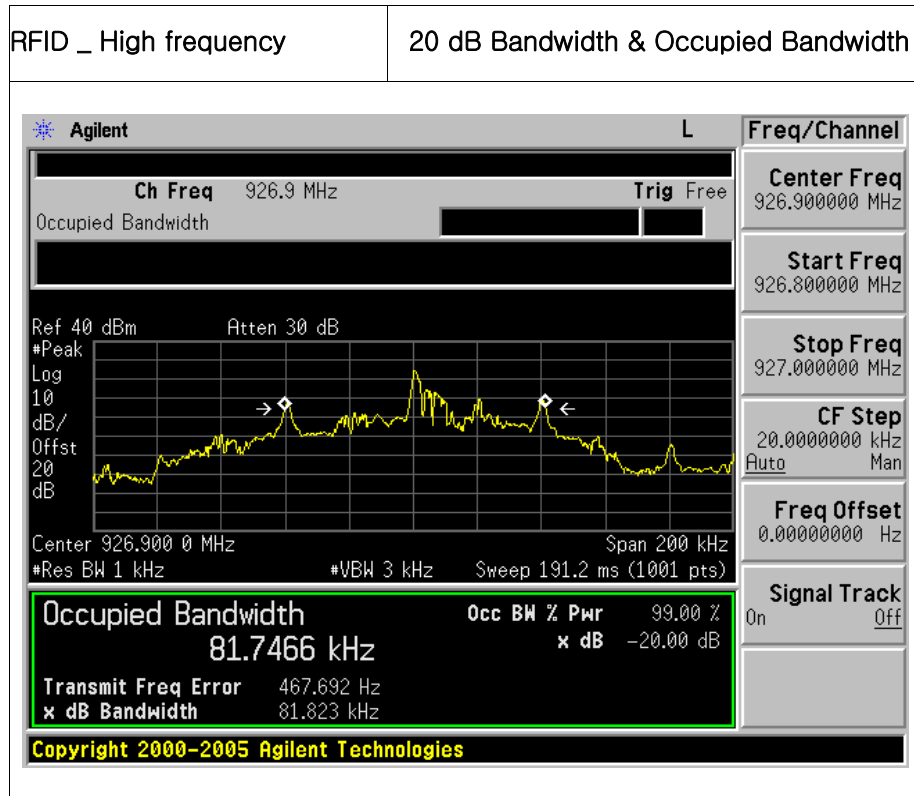 RFID _ High frequency
20 dB Bandwidth & Occupied Bandwidth
Agilent
L
Freq/Channel
Ch Freq 926.9 MHz
Trig Free
Occupied Bandwidth
Center Freq
926.900000 MHz
Start Freq
926.800000 MHz
Stop Freq
927.000000 MHz
CF Step
20.0000000 kHz
Auto Man
Freq Offset
0.00000000 Hz
Signal Track
On Off
Ref 40 dBm
Atten 30 dB
#Peak
Log
10
dB/
Offst
20
dB
Center 926.900 0 MHz
Span 200 kHz
#Res BW 1 kHz
#VBW 3 kHz
Sweep 191.2 ms (1001 pts)
Occupied Bandwidth
81.7466 kHz
Occ BW % Pwr 99.00 %
x dB -20.00 dB
Transmit Freq Error 467.692 Hz
x dB Bandwidth 81.823 kHz
Copyright 2000-2005 Agilent Technologies